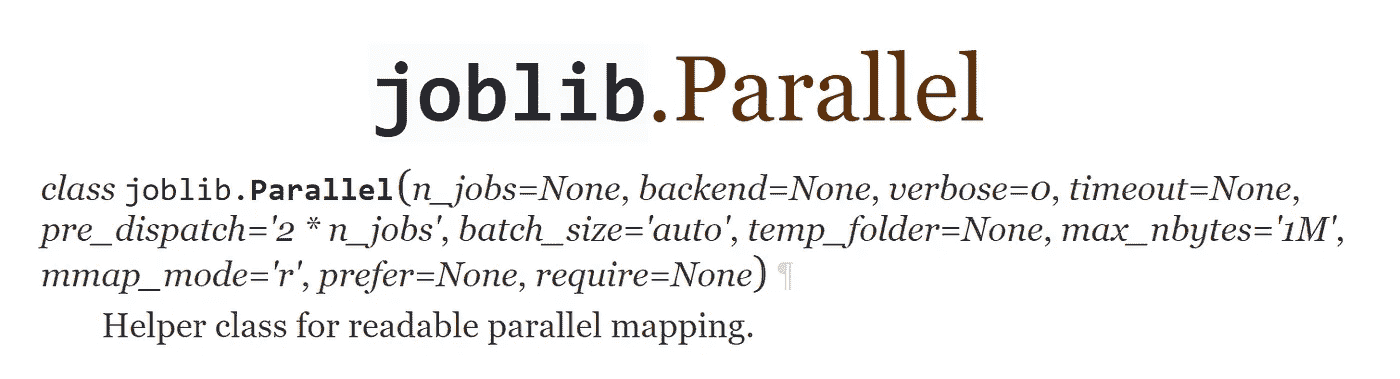 joblib.Parallel
class joblib.Parallel(n_jobs=None, backend=None, verbose=0, timeout=None,
pre_dispatch='2 * n_jobs', batch_size='auto', temp_folder=None, max_nbytes='1M',
mmap_mode='r', prefer=None, require=None) ¶
Helper class for readable parallel mapping.